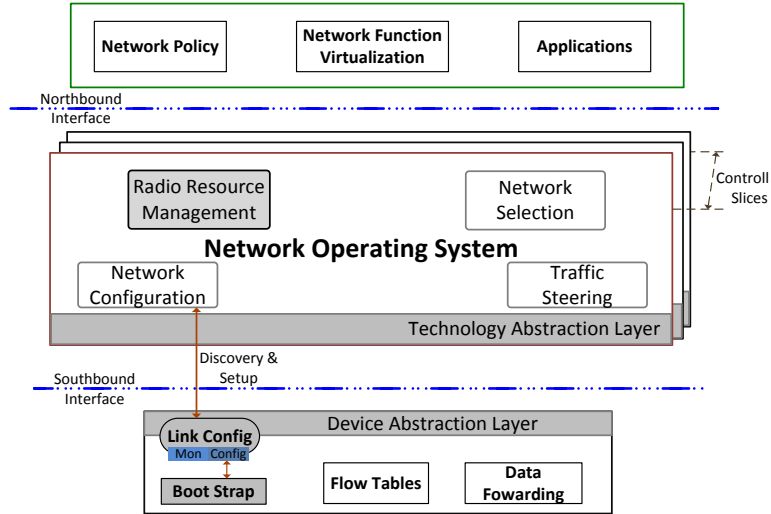 Network Policy
Network Function
Virtualization
Applications
Northbound
Interface
Radio Resource
Management
Network
Selection
Controll
Slices
Network Operating System
Network
Configuration
Traffic
Steering
Technology Abstraction Layer
Discovery &
Setup
Southbound
Interface
Device Abstraction Layer
Link Config
Mon Config
Boot Strap
Flow Tables
Data
Fowarding